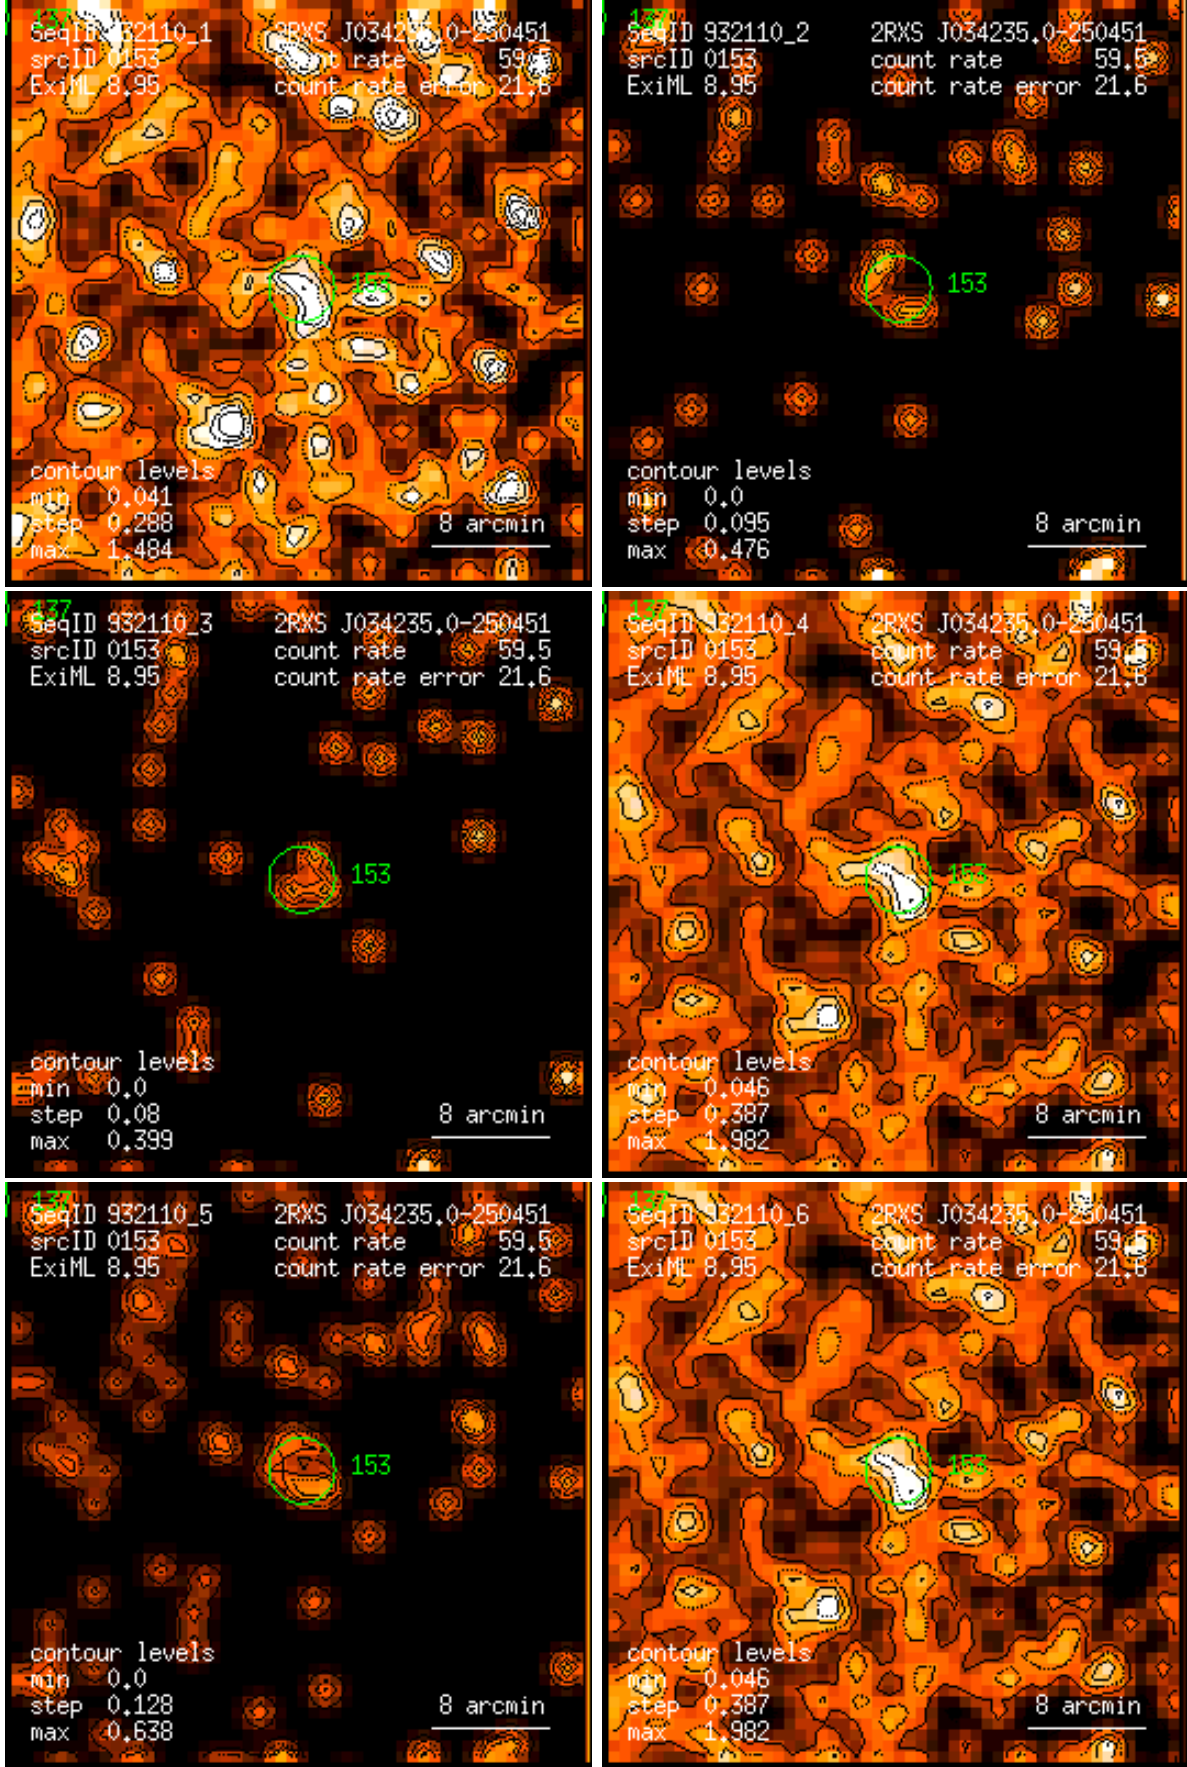 137
SeqID 932110_1 2RXS J034235.0-250451
srcID 0153 count rate 59.5
ExiML 8.95 count rate error 21.6
153
contour levels
min 0.041
step 0.288
max 1.484
8 arcmin
137
SeqID 932110_2 2RXS J034235.0-250451
srcID 0153 count rate 59.5
ExiML 8.95 count rate error 21.6
153
contour levels
min 0.0
step 0.095
max 0.476
8 arcmin
137
SeqID 932110_3 2RXS J034235.0-250451
srcID 0153 count rate 59.5
ExiML 8.95 count rate error 21.6
153
contour levels
min 0.0
step 0.08
max 0.399
8 arcmin
137
SeqID 932110_4 2RXS J034235.0-250451
srcID 0153 count rate 59.5
ExiML 8.95 count rate error 21.6
153
contour levels
min 0.046
step 0.387
max 1.982
8 arcmin
137
SeqID 932110_5 2RXS J034235.0-250451
srcID 0153 count rate 59.5
ExiML 8.95 count rate error 21.6
153
contour levels
min 0.0
step 0.128
max 0.638
8 arcmin
137
SeqID 932110_6 2RXS J034235.0-250451
srcID 0153 count rate 59.5
ExiML 8.95 count rate error 21.6
153
contour levels
min 0.046
step 0.387
max 1.982
8 arcmin